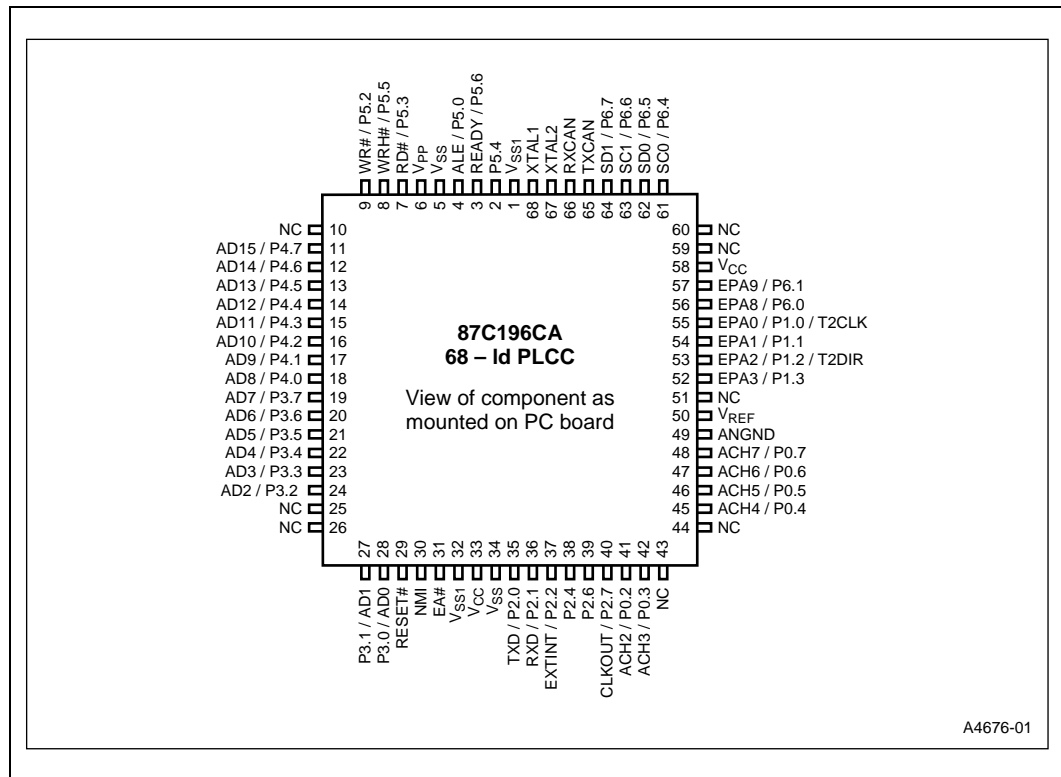 WR# / P5.2
WRH# / P5.5
RD# / P5.3
VPP
VSS
ALE / P5.0
READY / P5.6
P5.4
VSS1
XTAL1
XTAL2
RXCAN
TXCAN
SD1 / P6.7
SC1 / P6.6
SD0 / P6.5
SC0 / P6.4
9 8 7 6 5 4 3 2 1 68 67 66 65 64 63 62 61
NC 10
AD15 / P4.7 11
AD14 / P4.6 12
AD13 / P4.5 13
AD12 / P4.4 14
AD11 / P4.3 15
AD10 / P4.2 16
AD9 / P4.1 17
AD8 / P4.0 18
AD7 / P3.7 19
AD6 / P3.6 20
AD5 / P3.5 21
AD4 / P3.4 22
AD3 / P3.3 23
AD2 / P3.2 24
NC 25
NC 26
87C196CA
68 – ld PLCC
View of component as
mounted on PC board
60 NC
59 NC
58 VCC
57 EPA9 / P6.1
56 EPA8 / P6.0
55 EPA0 / P1.0 / T2CLK
54 EPA1 / P1.1
53 EPA2 / P1.2 / T2DIR
52 EPA3 / P1.3
51 NC
50 VREF
49 ANGND
48 ACH7 / P0.7
47 ACH6 / P0.6
46 ACH5 / P0.5
45 ACH4 / P0.4
44 NC
27 28 29 30 31 32 33 34 35 36 37 38 39 40 41 42 43
P3.1 / AD1
P3.0 / AD0
RESET#
NMI
EA#
VSS1
VCC
VSS
TXD / P2.0
RXD / P2.1
EXTINT / P2.2
P2.4
P2.6
CLKOUT / P2.7
ACH2 / P0.2
ACH3 / P0.3
NC
A4676-01